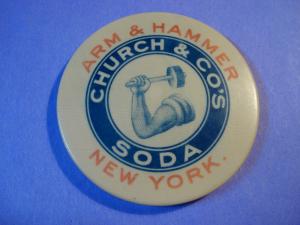 ARM & HAMMER
CHURCH & CO'S
SODA
NEW YORK.